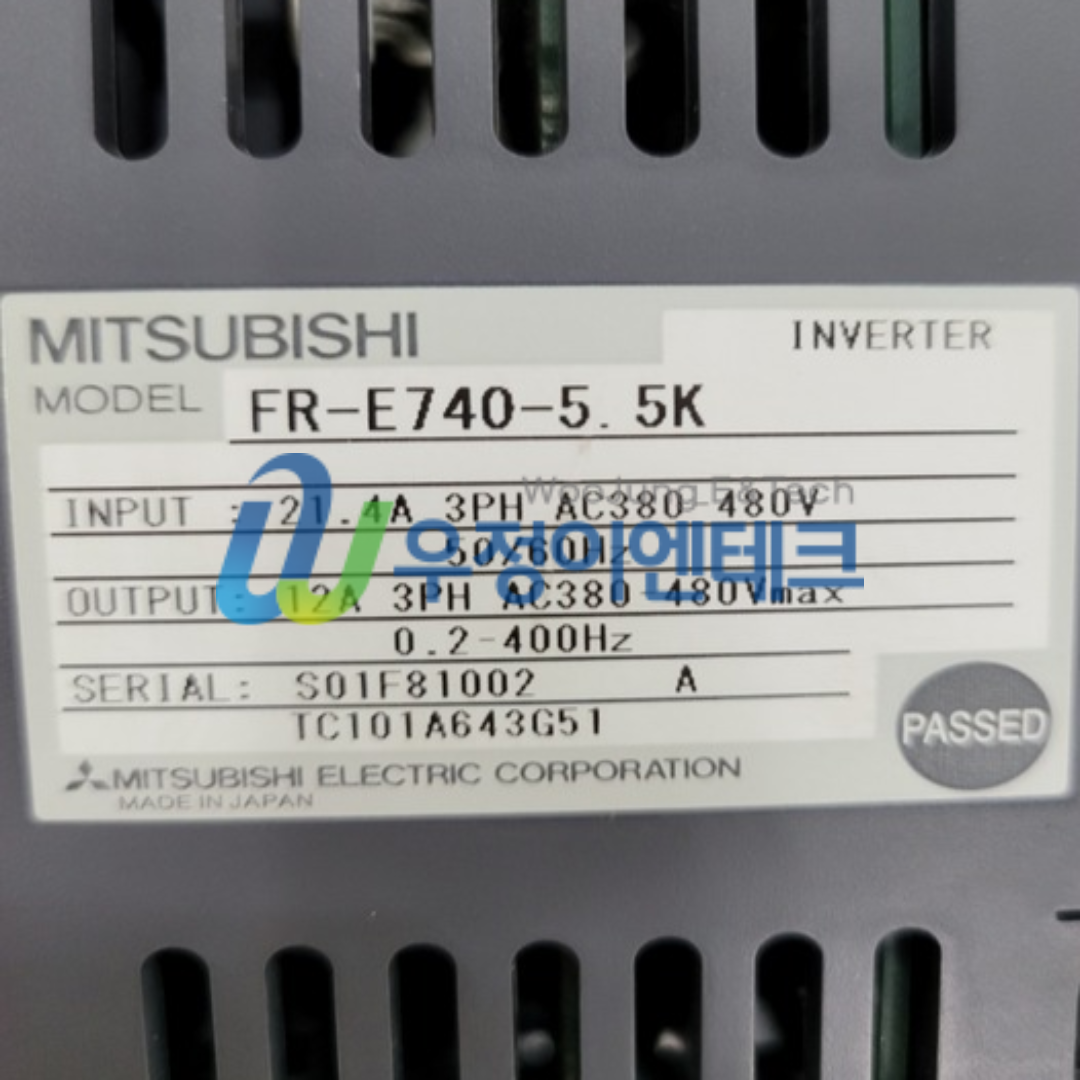 MITSUBISHI
INVERTER
MODEL FR-E740-5.5K
WooJung E&Tech
INPUT : 21.4A 3PH AC380-480V
50/60Hz
우정이엔테크
OUTPUT: 12A 3PH AC380-480Vmax
0.2-400Hz
SERIAL: S01F81002 A
TC101A643G51
PASSED
MITSUBISHI ELECTRIC CORPORATION
MADE IN JAPAN